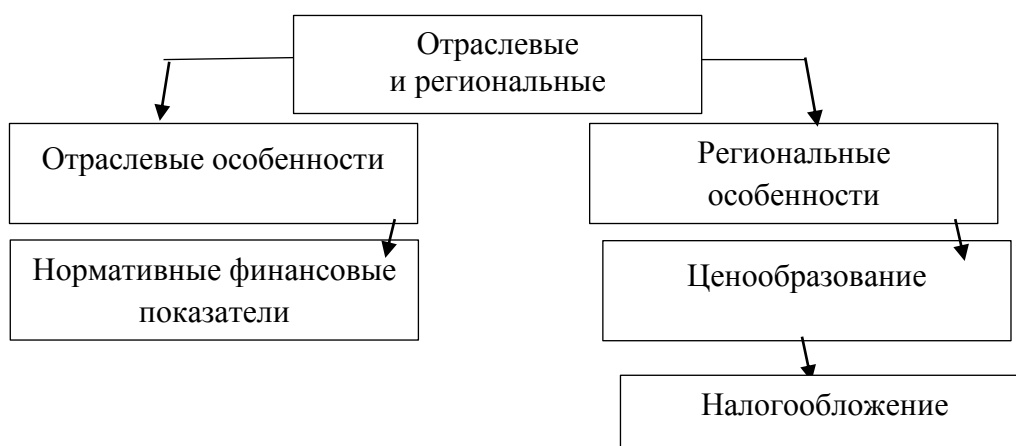 Отраслевые
и региональные
Отраслевые особенности
Региональные
особенности
Нормативные финансовые
показатели
Ценообразование
Налогообложение